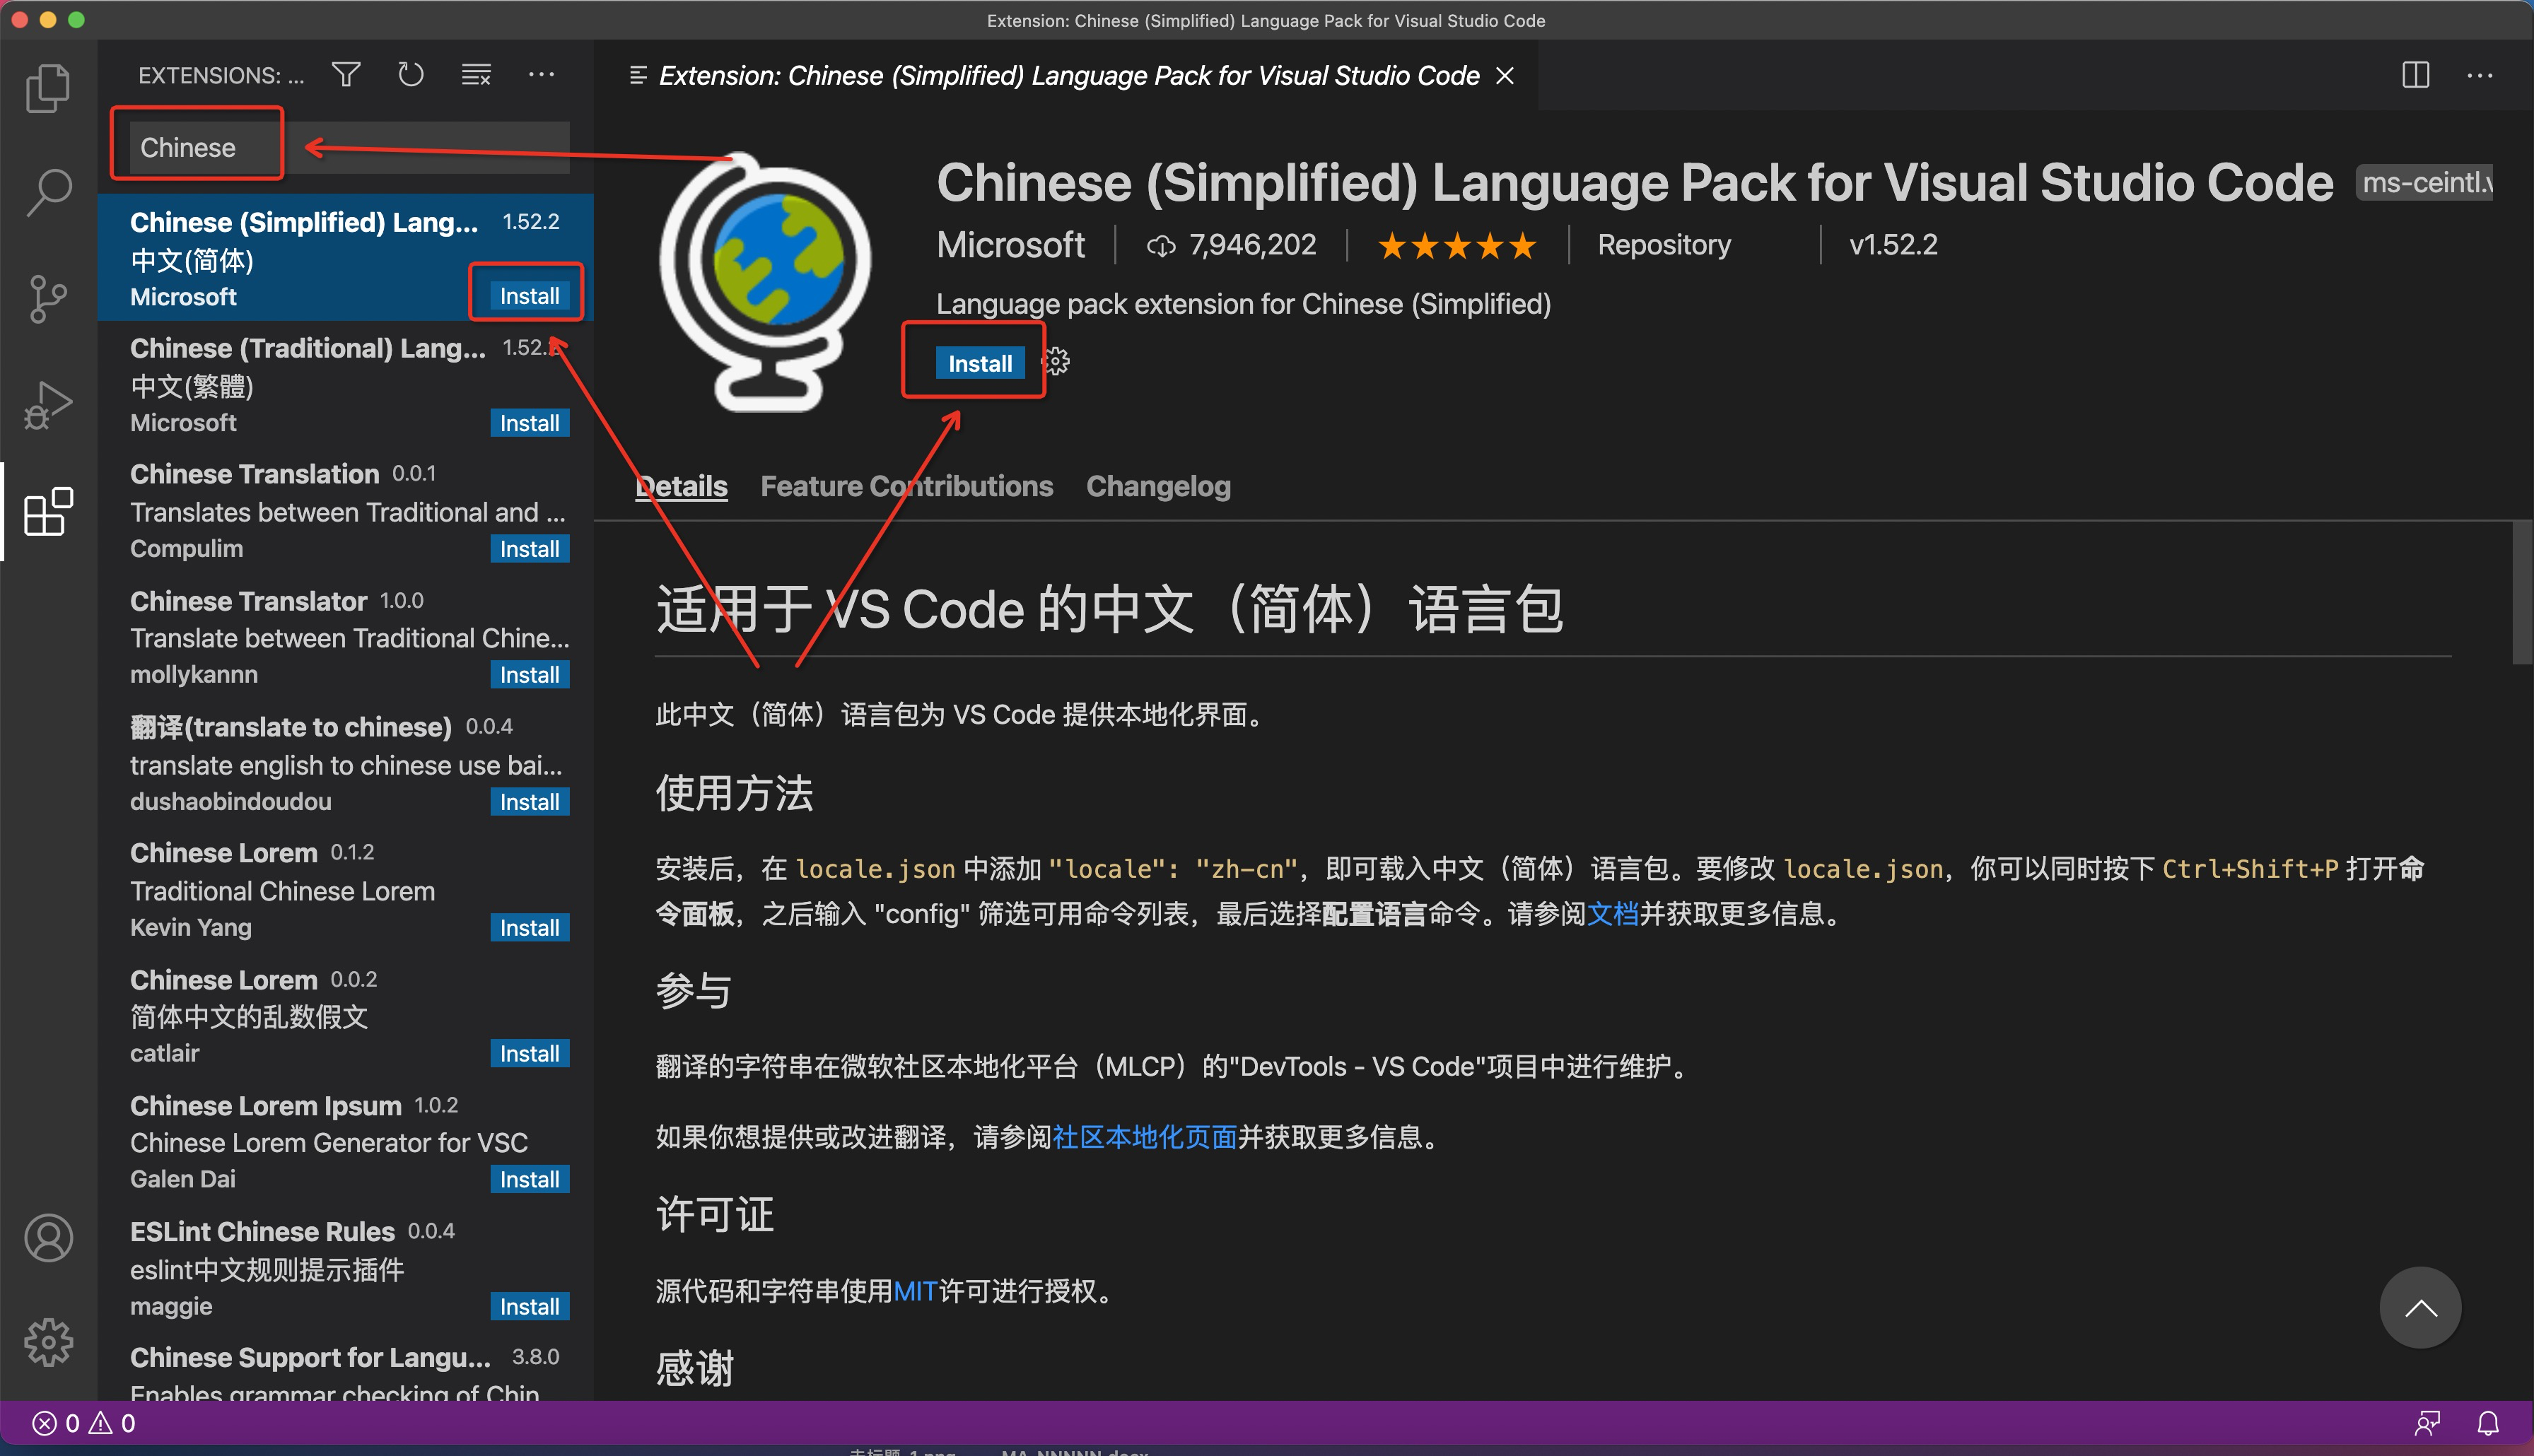 Extension: Chinese (Simplified) Language Pack for Visual Studio Code
EXTENSIONS: ...
Chinese
Chinese (Simplified) Lang... 1.52.2
中文(简体)
Microsoft Install
Chinese (Traditional) Lang... 1.52.2
中文(繁體)
Microsoft Install
Chinese Translation 0.0.1
Translates between Traditional and ...
Compulim Install
Chinese Translator 1.0.0
Translate between Traditional Chine...
mollykannn Install
翻译(translate to chinese) 0.0.4
translate english to chinese use bai...
dushaobindoudou Install
Chinese Lorem 0.1.2
Traditional Chinese Lorem
Kevin Yang Install
Chinese Lorem 0.0.2
简体中文的乱数假文
catlair Install
Chinese Lorem Ipsum 1.0.2
Chinese Lorem Generator for VSC
Galen Dai Install
ESLint Chinese Rules 0.0.4
eslint中文规则提示插件
maggie Install
Chinese Support for Langu... 3.8.0
Enables grammar checking of Chin
Extension: Chinese (Simplified) Language Pack for Visual Studio Code
Chinese (Simplified) Language Pack for Visual Studio Code ms-ceintl.v
Microsoft 7,946,202 ★★★★★ Repository v1.52.2
Language pack extension for Chinese (Simplified)
Install
Details Feature Contributions Changelog
适用于 VS Code 的中文（简体）语言包
此中文（简体）语言包为 VS Code 提供本地化界面。
使用方法
安装后，在 locale.json 中添加 "locale": "zh-cn"，即可载入中文（简体）语言包。要修改 locale.json，你可以同时按下 Ctrl+Shift+P 打开命
令面板，之后输入 "config" 筛选可用命令列表，最后选择配置语言命令。请参阅文档并获取更多信息。
参与
翻译的字符串在微软社区本地化平台（MLCP）的"DevTools - VS Code"项目中进行维护。
如果你想提供或改进翻译，请参阅社区本地化页面并获取更多信息。
许可证
源代码和字符串使用MIT许可进行授权。
感谢
0 0